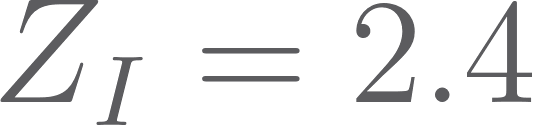 Z_I = 2.4